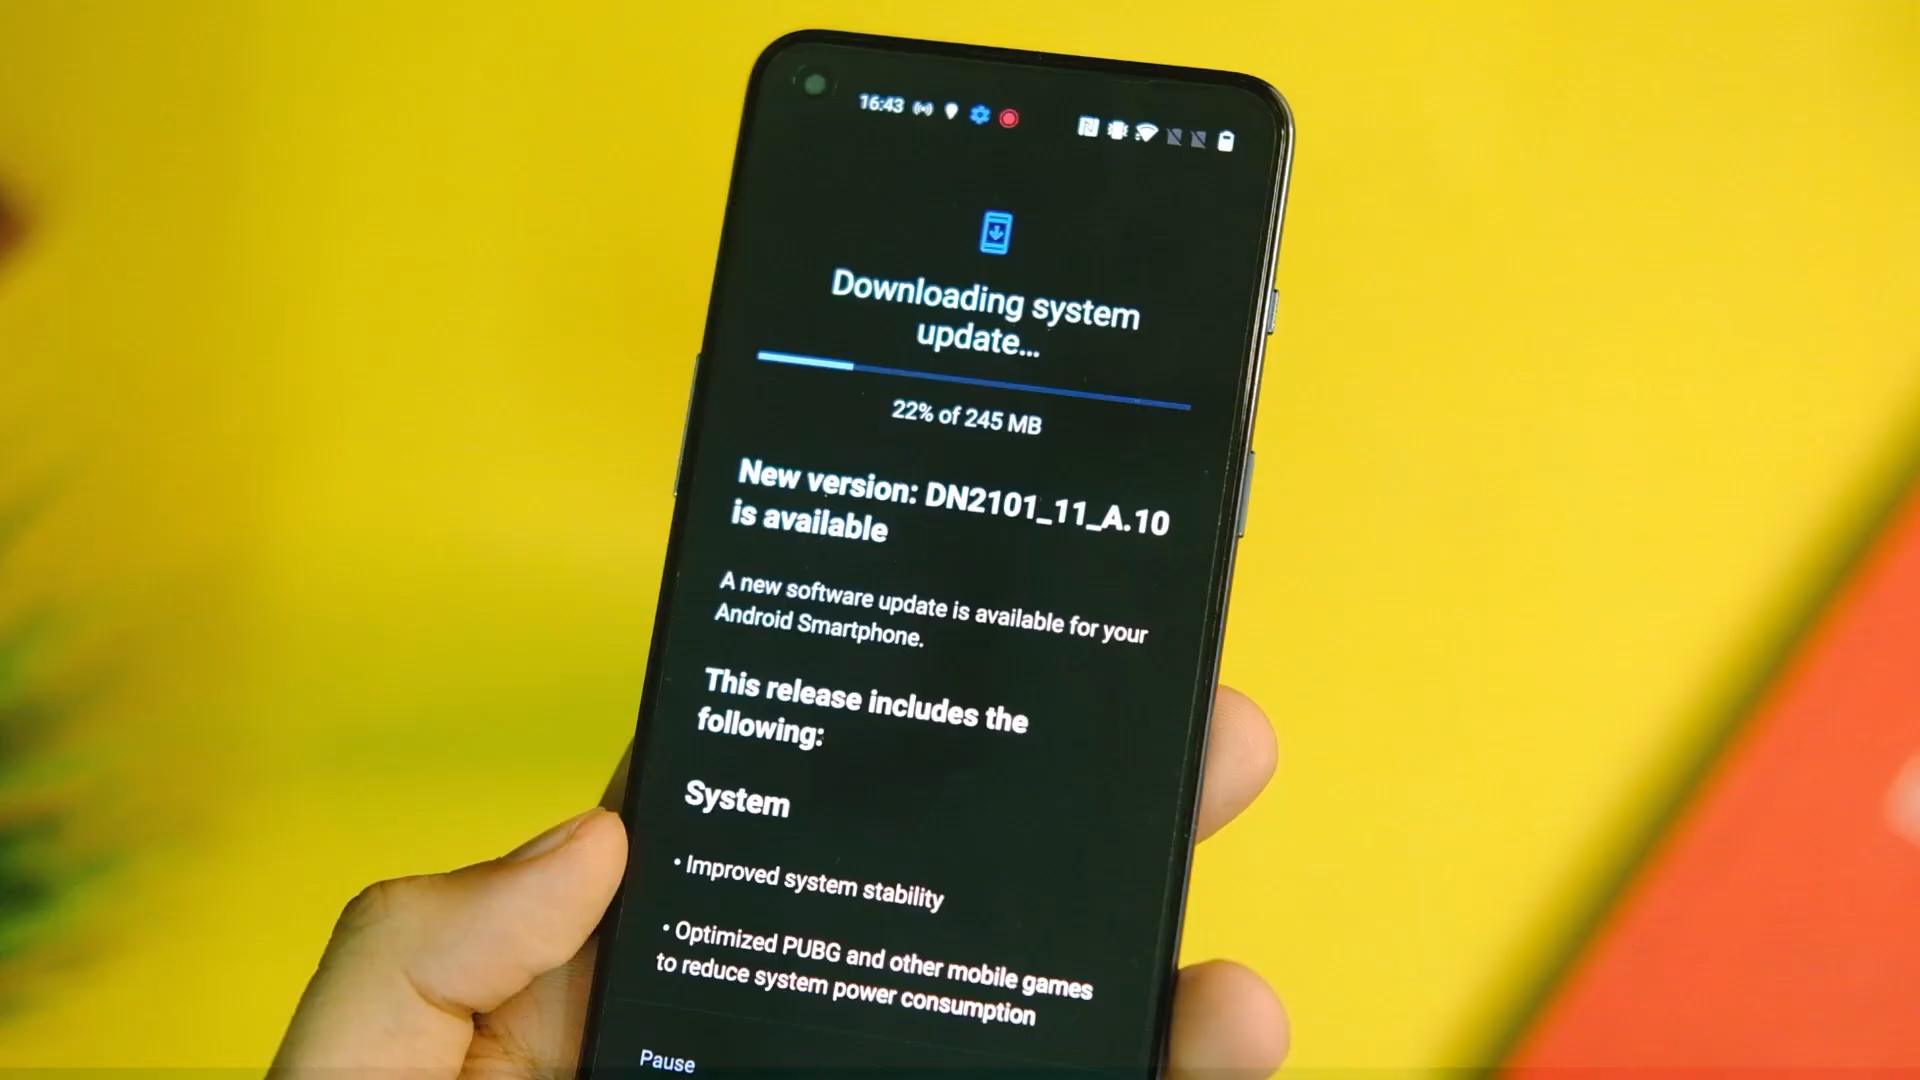 16:43
Downloading system
update...
22% of 245 MB
New version: DN2101_11_A.10
is available
A new software update is available for your
Android Smartphone.
This release includes the
following:
System
• Improved system stability
• Optimized PUBG and other mobile games
to reduce system power consumption
Pause